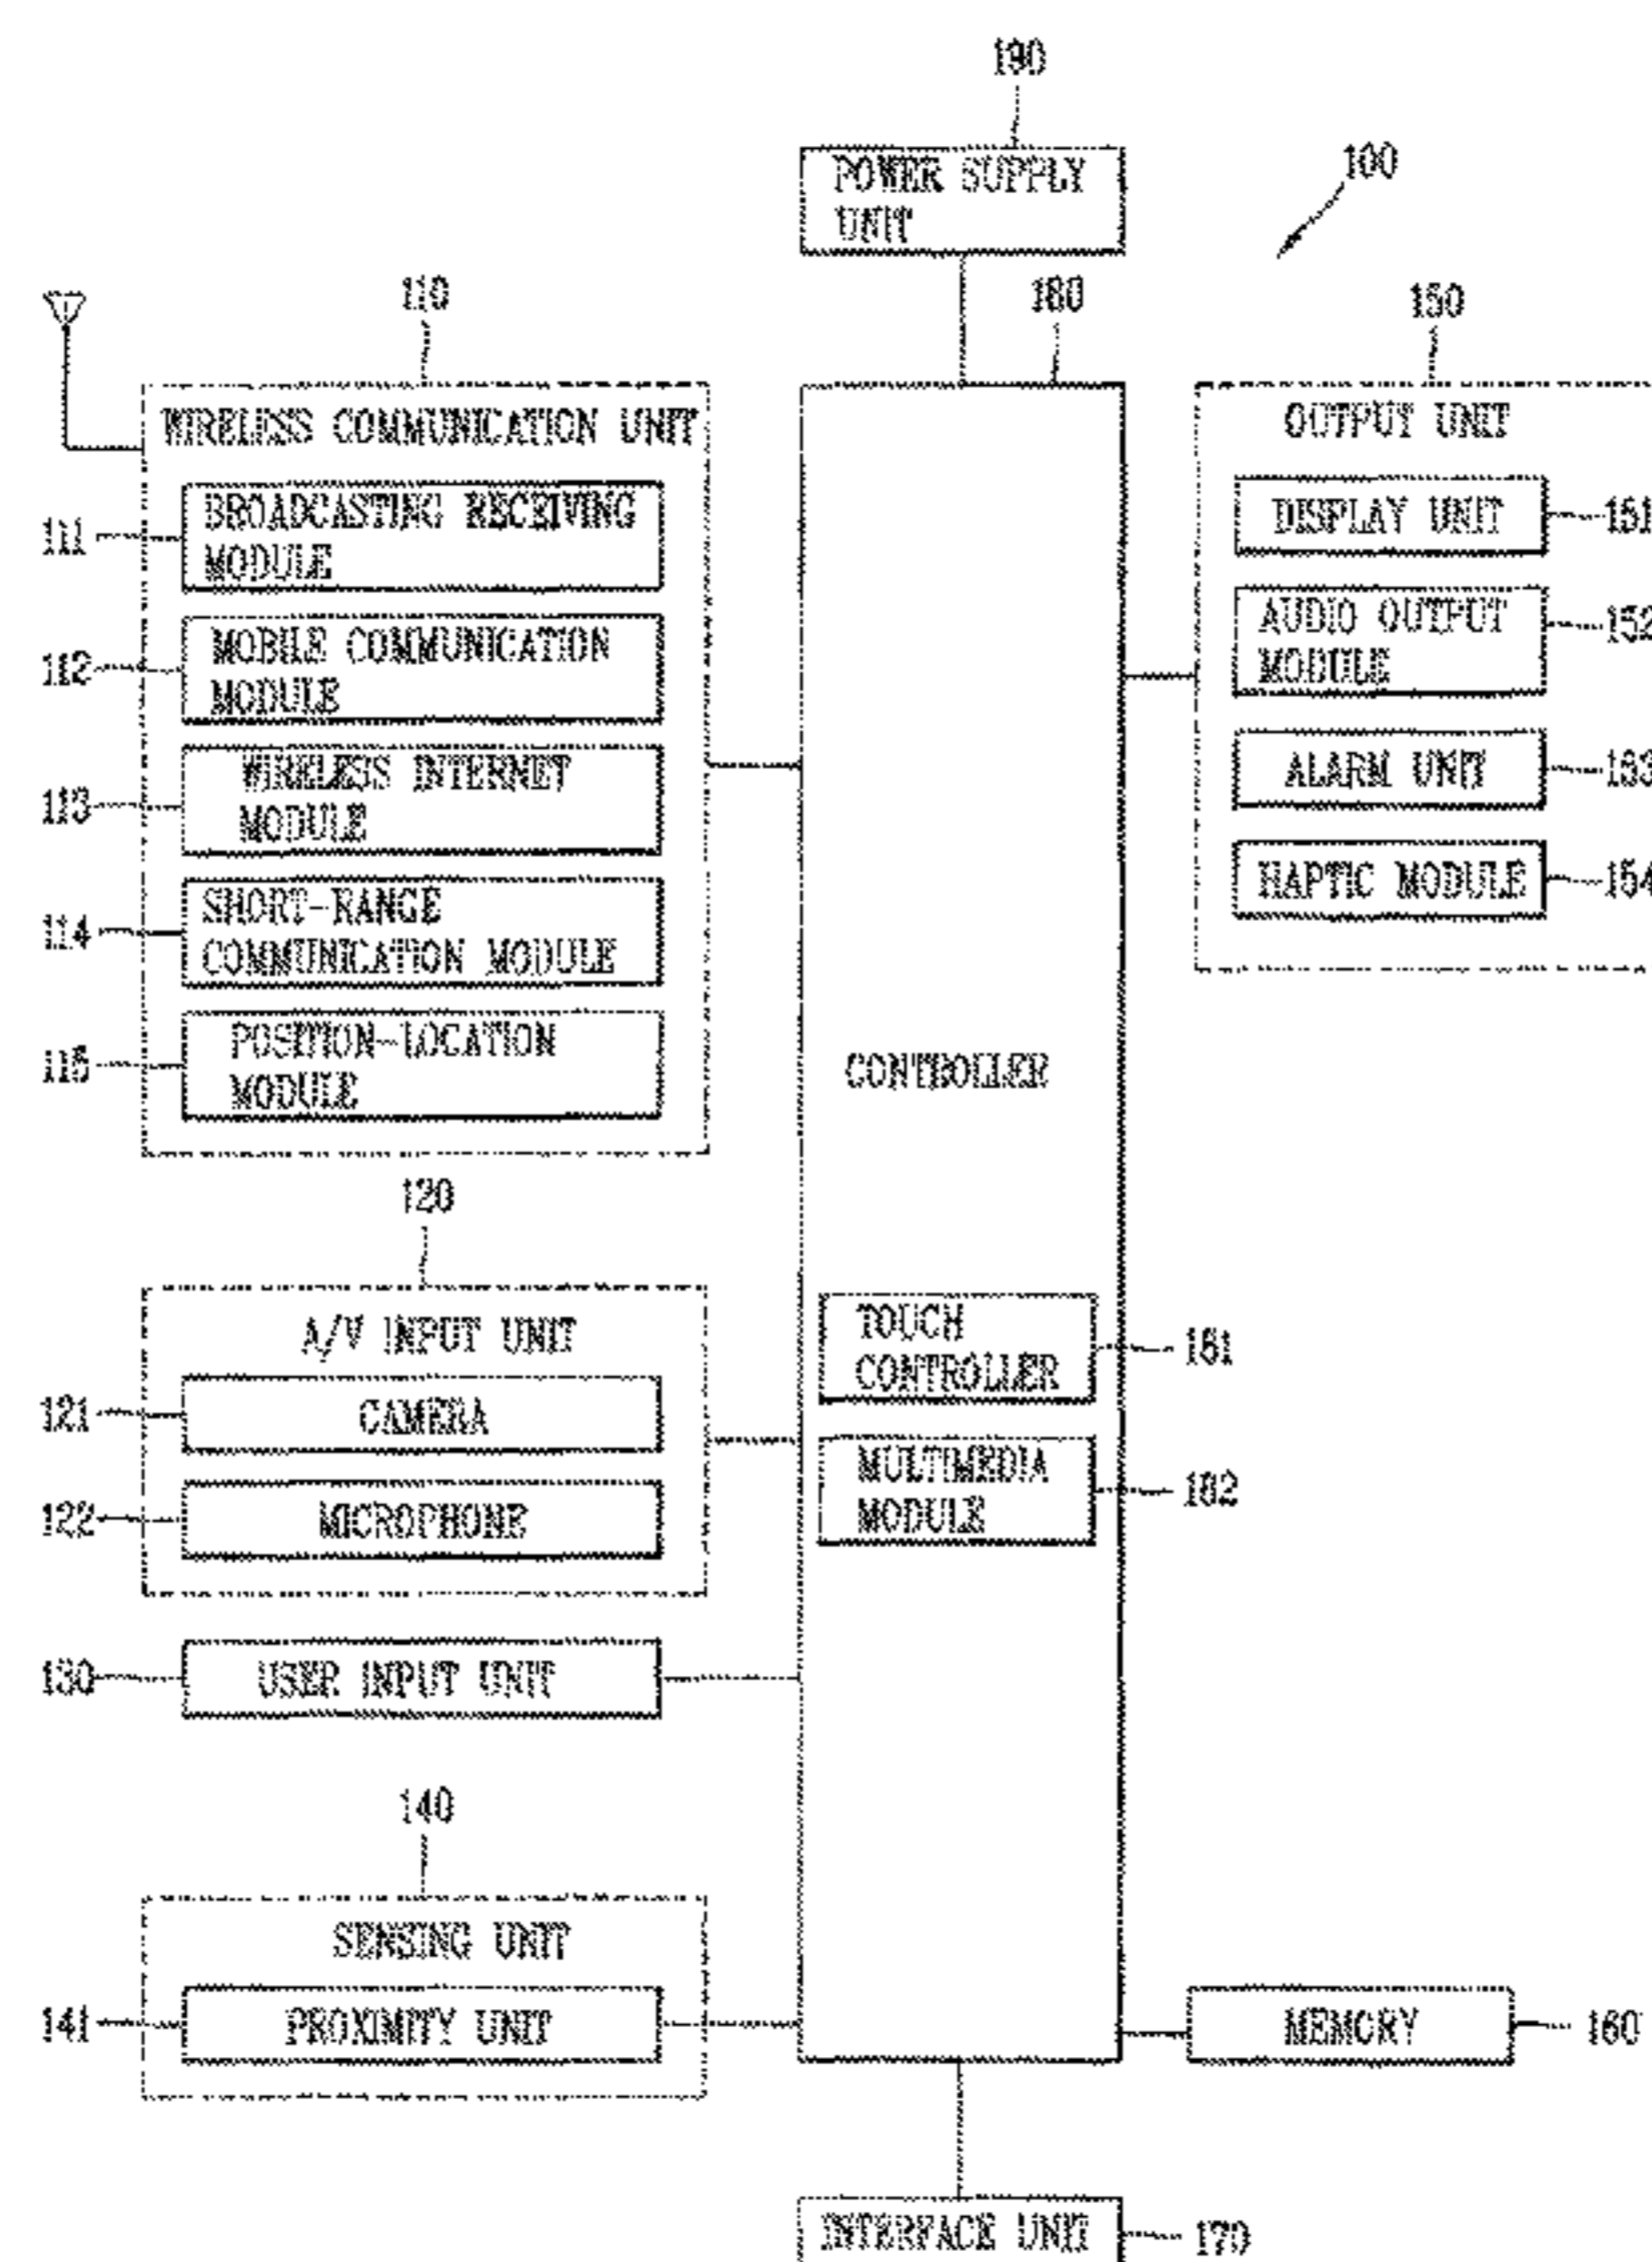 190
POWER SUPPLY
UNIT
100
110
180
150
WIRELESS COMMUNICATION UNIT
BROADCASTING RECEIVING
MODULE
111
MOBILE COMMUNICATION
MODULE
112
WIRELESS INTERNET
MODULE
113
SHORT-RANGE
COMMUNICATION MODULE
114
POSITION-LOCATION
MODULE
115
OUTPUT UNIT
DISPLAY UNIT
151
AUDIO OUTPUT
MODULE
152
ALARM UNIT
153
HAPTIC MODULE
154
CONTROLLER
120
A/V INPUT UNIT
121
CAMERA
122
MICROPHONE
TOUCH
CONTROLLER
181
MULTIMEDIA
MODULE
182
130
USER INPUT UNIT
140
SENSING UNIT
141
PROXIMITY UNIT
MEMORY
160
INTERFACE UNIT
170